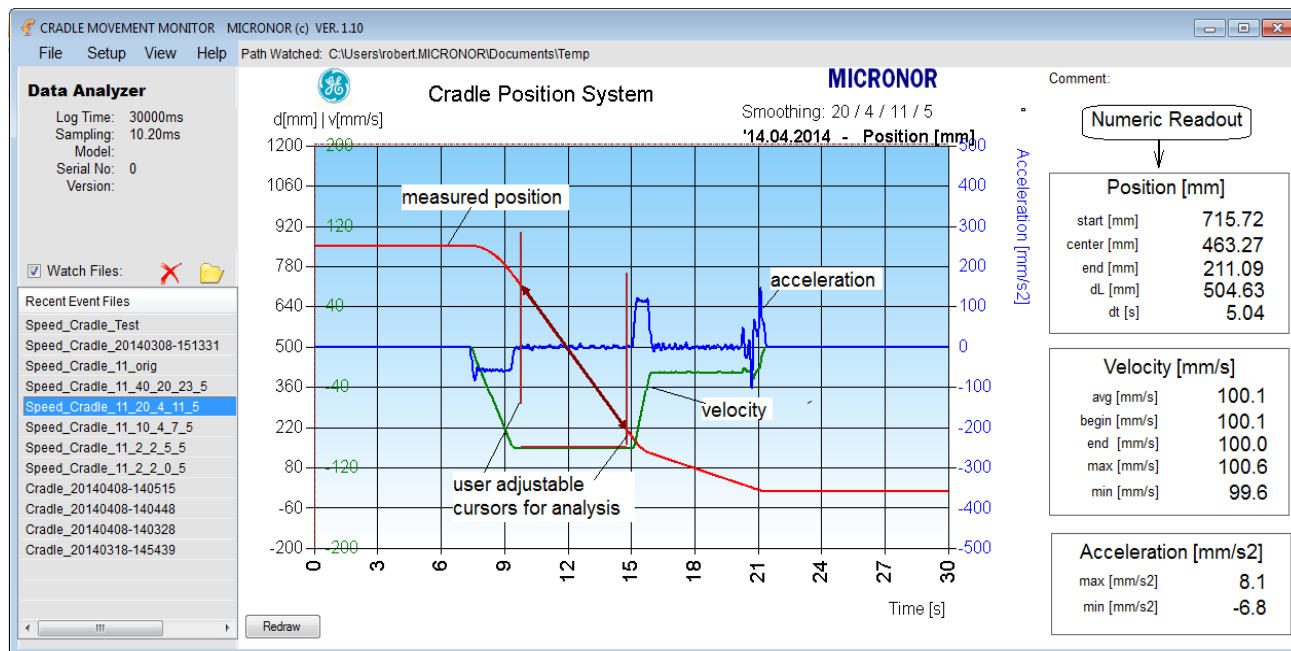 CRADLE MOVEMENT MONITOR MICRONOR (c) VER. 1.10
File Setup View Help Path Watched: C:\Users\robert.MICRONOR\Documents\Temp
Data Analyzer
Log Time: 30000ms
Sampling: 10.20ms
Model:
Serial No: 0
Version:
Watch Files:
Recent Event Files
Speed_Cradle_Test
Speed_Cradle_20140308-151331
Speed_Cradle_11_orig
Speed_Cradle_11_40_20_23_5
Speed_Cradle_11_20_4_11_5
Speed_Cradle_11_10_4_7_5
Speed_Cradle_11_2_2_5_5
Speed_Cradle_11_2_2_0_5
Cradle_20140408-140515
Cradle_20140408-140448
Cradle_20140408-140328
Cradle_20140318-145439
GE
Cradle Position System
MICRONOR
Smoothing: 20 / 4 / 11 / 5
d[mm] | v[mm/s]
'14.04.2014 - Position [mm]
1200 200 500
1060 400
920 120 300
780 200
640 40 100
500 0
360 -40 -100
220 -200
80 -120 -300
-60 -400
-200 -200 -500
Acceleration [mm/s2]
measured position
acceleration
velocity
user adjustable
cursors for analysis
0 3 6 9 12 15 18 21 24 27 30
Time [s]
Redraw
Comment:
Numeric Readout
Position [mm]
start [mm] 715.72
center [mm] 463.27
end [mm] 211.09
dL [mm] 504.63
dt [s] 5.04
Velocity [mm/s]
avg [mm/s] 100.1
begin [mm/s] 100.1
end [mm/s] 100.0
max [mm/s] 100.6
min [mm/s] 99.6
Acceleration [mm/s2]
max [mm/s2] 8.1
min [mm/s2] -6.8